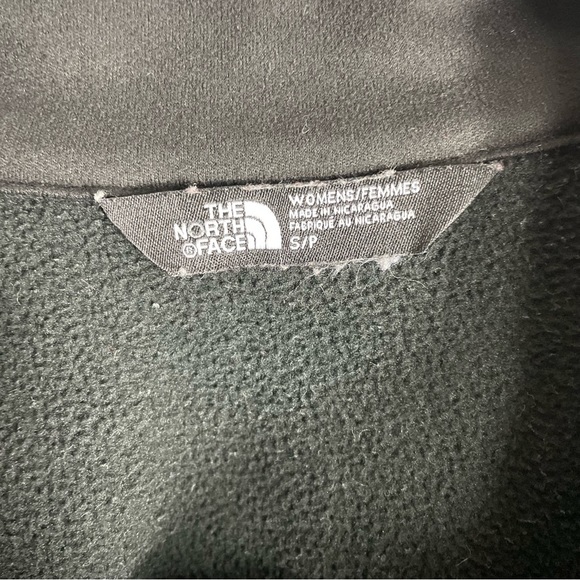 THE
NORTH
®FACE
WOMENS/FEMMES
MADE IN NICARAGUA
FABRIQUÉ AU NICARAGUA
S/P